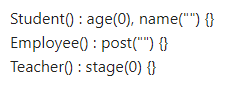 Student() : age(0), name("") {}
Employee() : post("") {}
Teacher() : stage(0) {}